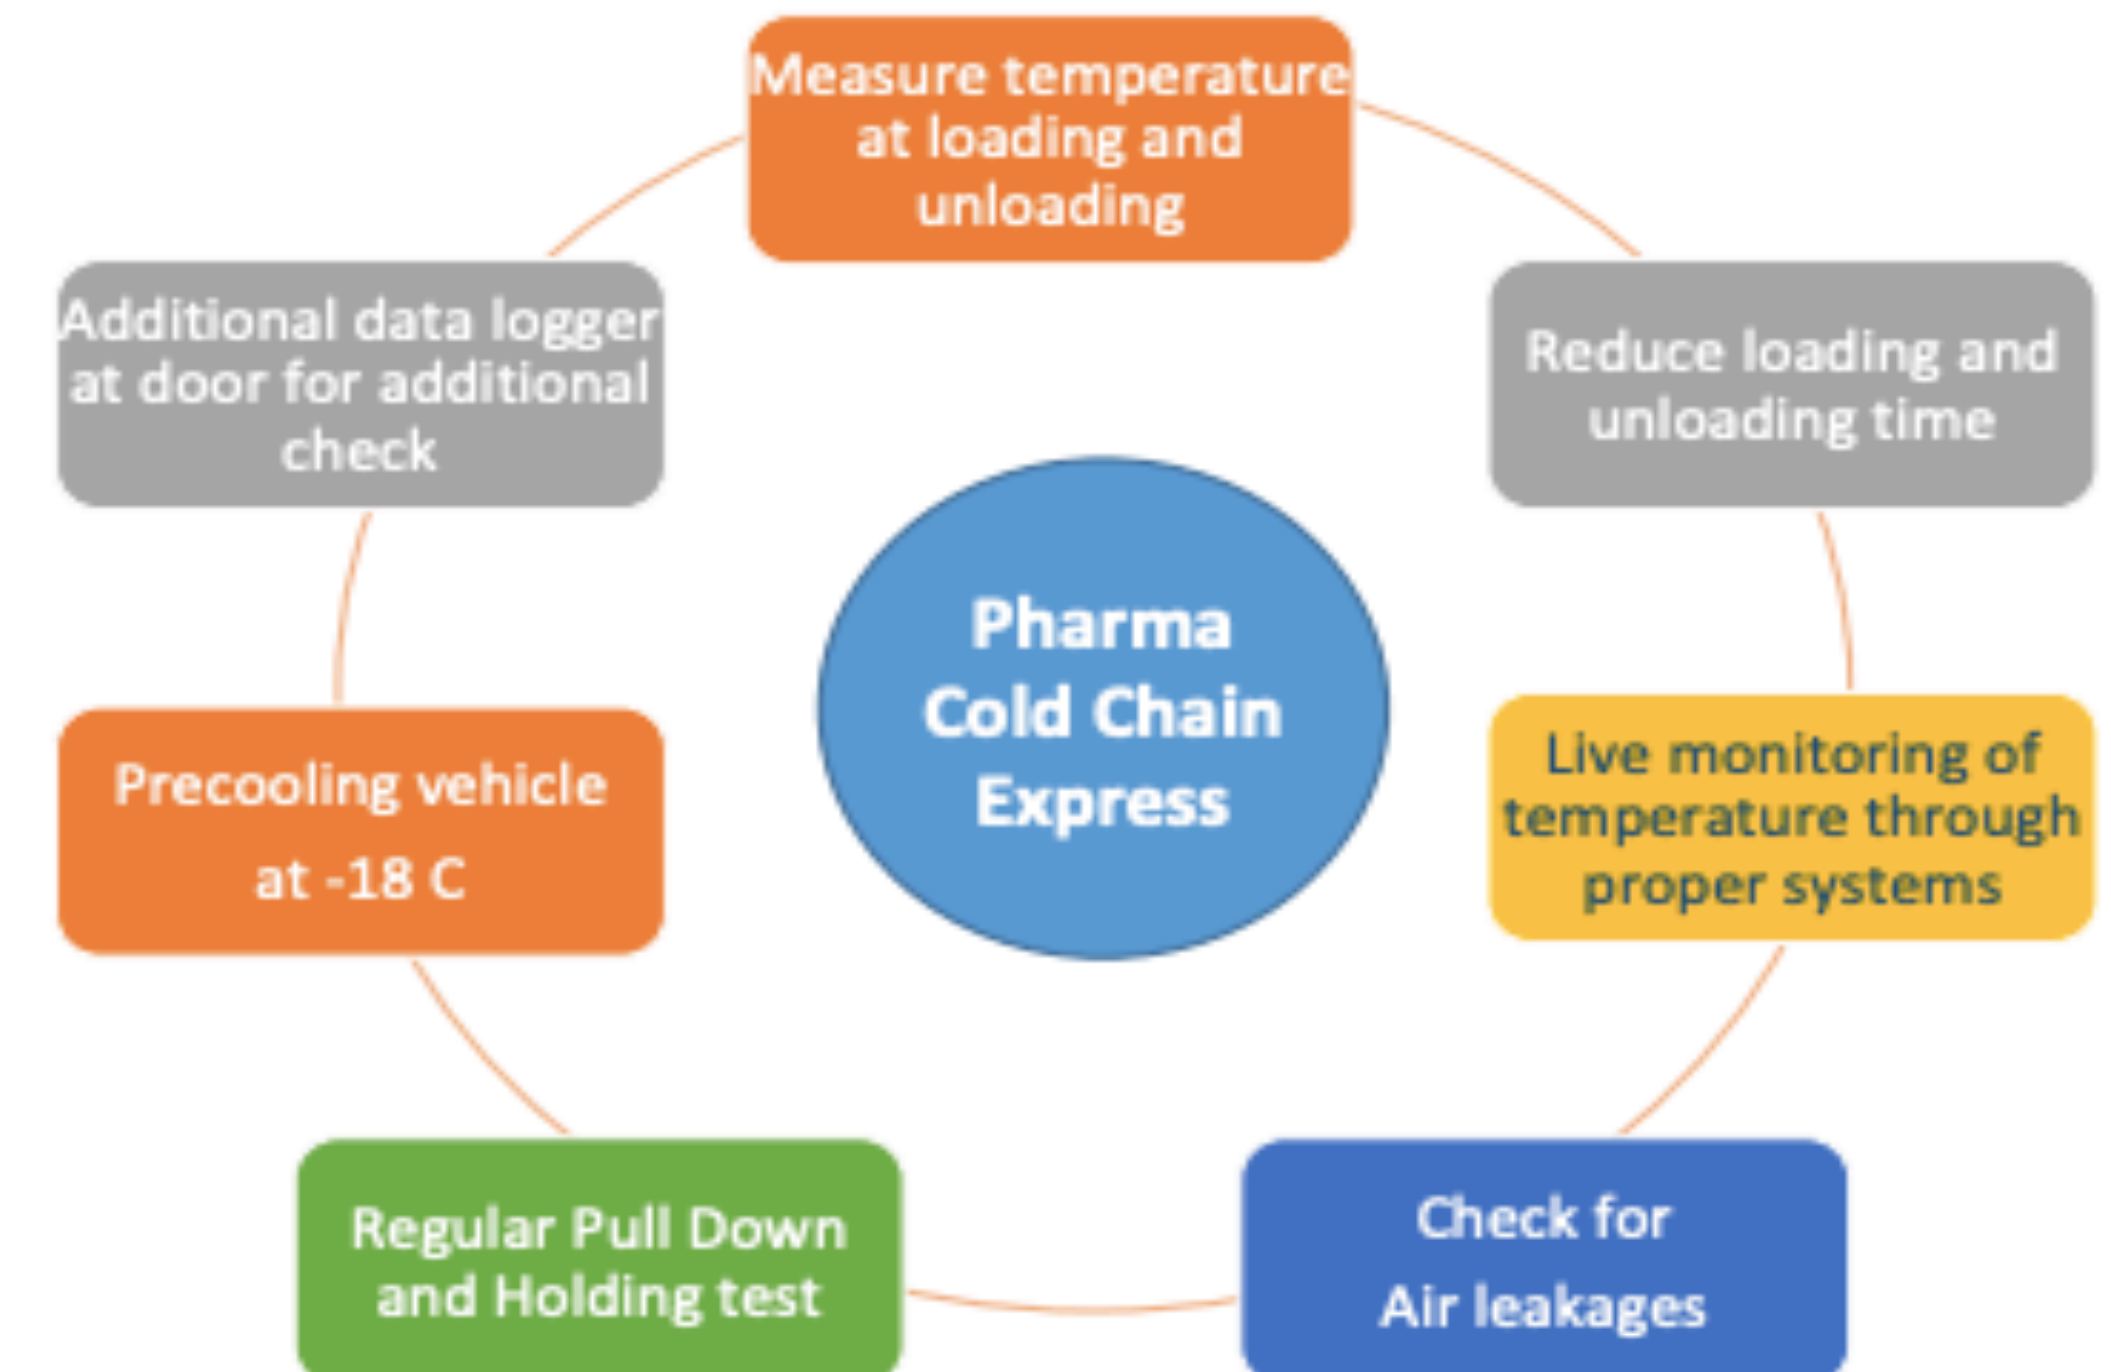 Measure temperature
at loading and
unloading
Reduce loading and
unloading time
Live monitoring of
temperature through
proper systems
Check for
Air leakages
Regular Pull Down
and Holding test
Precooling vehicle
at -18 C
Additional data logger
at door for additional
check
Pharma
Cold Chain
Express